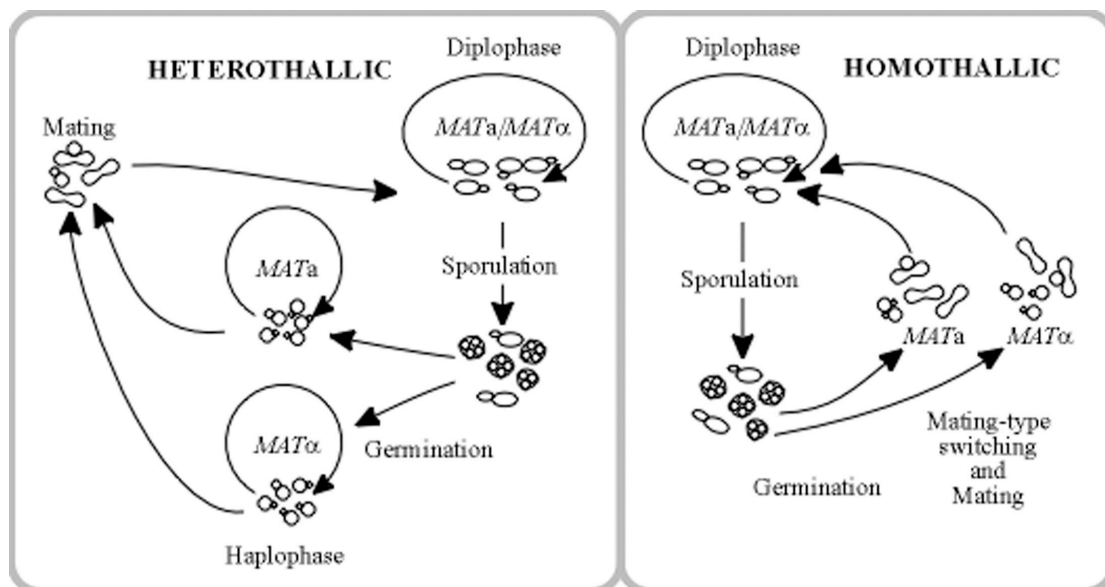 HETEROTHALLIC
Diplophase
MATa/MATα
Mating
MATa
Sporulation
MATα
Germination
Haplophase
Diplophase
HOMOTHALLIC
MATa/MATα
Sporulation
MATa
MATα
Mating-type
switching
and
Mating
Germination